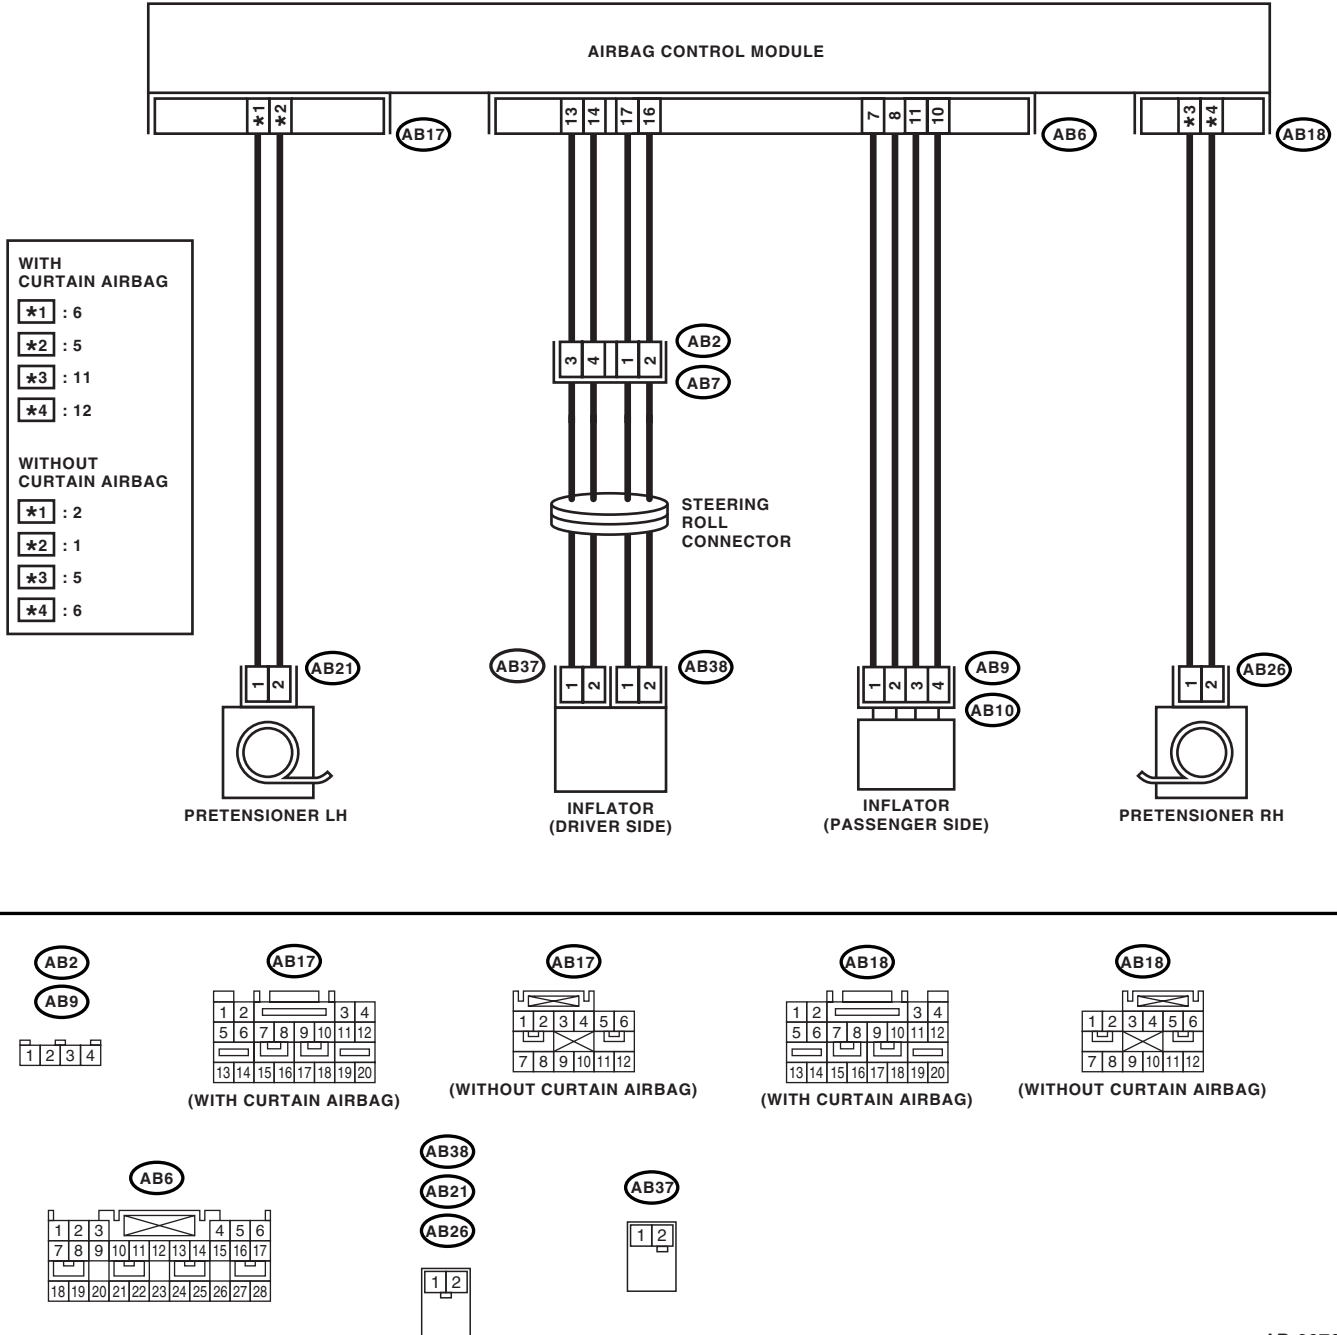 AIRBAG CONTROL MODULE
*1 *2 13 14 17 16 7 8 11 10 *3 *4
AB17 AB6 AB18
WITH
CURTAIN AIRBAG
*1 : 6
*2 : 5
*3 : 11
*4 : 12
WITHOUT
CURTAIN AIRBAG
*1 : 2
*2 : 1
*3 : 5
*4 : 6
3 4 1 2
AB2
AB7
STEERING
ROLL
CONNECTOR
1 2 AB21
AB37 1 2 1 2 AB38
1 2 3 4 AB9
AB10
1 2 AB26
PRETENSIONER LH
INFLATOR
(DRIVER SIDE)
INFLATOR
(PASSENGER SIDE)
PRETENSIONER RH
AB2
AB9
1 2 3 4
AB17
1 2 3 4
5 6 7 8 9 10 11 12
13 14 15 16 17 18 19 20
(WITH CURTAIN AIRBAG)
AB17
1 2 3 4 5 6
7 8 9 10 11 12
(WITHOUT CURTAIN AIRBAG)
AB18
1 2 3 4
5 6 7 8 9 10 11 12
13 14 15 16 17 18 19 20
(WITH CURTAIN AIRBAG)
AB18
1 2 3 4 5 6
7 8 9 10 11 12
(WITHOUT CURTAIN AIRBAG)
AB6
1 2 3 4 5 6
7 8 9 10 11 12 13 14 15 16 17
18 19 20 21 22 23 24 25 26 27 28
AB38
AB21
AB26
1 2
AB37
1 2